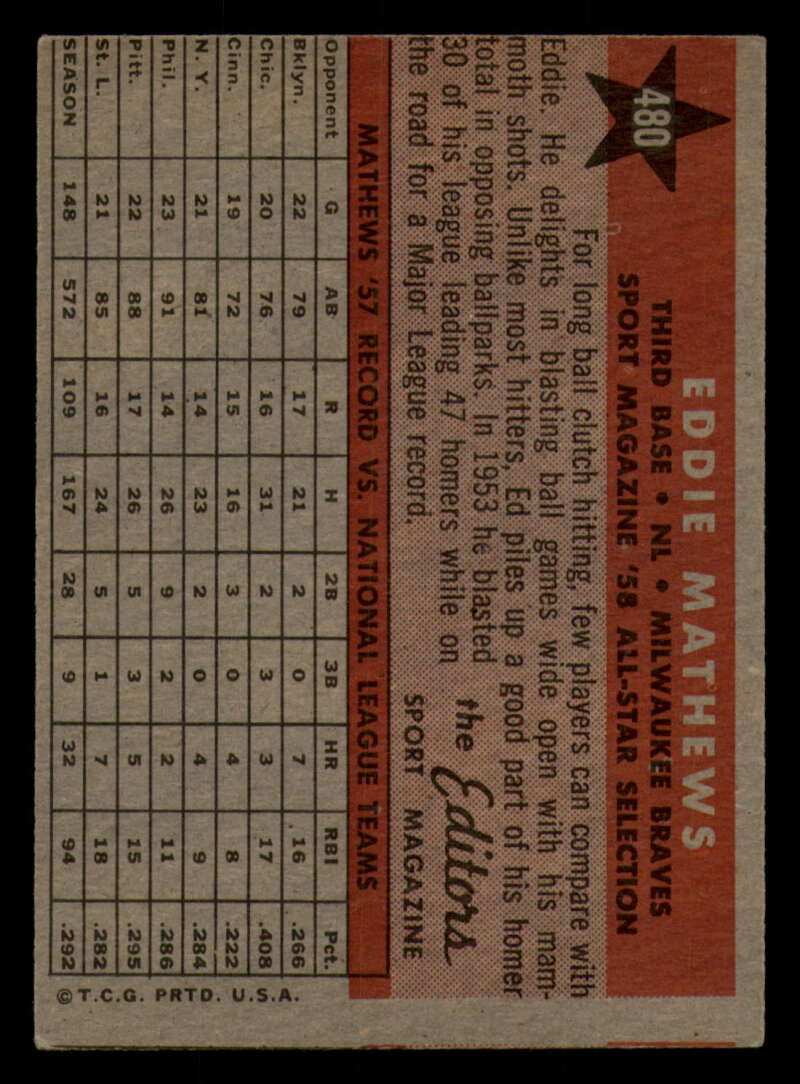 480
EDDIE MATHEWS
THIRD BASE • NL • MILWAUKEE BRAVES
SPORT MAGAZINE '58 ALL-STAR SELECTION
For long ball clutch hitting, few players can compare with
Eddie. He delights in blasting ball games wide open with his mam-
moth shots. Unlike most hitters, Ed piles up a good part of his homer
total in opposing ballparks. In 1953 he blasted
30 of his league leading 47 homers while on
the road for a Major League record.
the Editors
SPORT MAGAZINE
MATHEWS '57 RECORD VS. NATIONAL LEAGUE TEAMS
Opponent G AB R H 2B 3B HR RBI Pct.
Bklyn. 22 79 17 21 2 0 7 16 .266
Chic. 20 76 16 31 2 3 3 17 .408
Cinn. 19 72 15 16 3 0 4 8 .222
N. Y. 21 81 14 23 2 0 4 9 .284
Phil. 23 91 14 26 9 2 2 11 .286
Pitt. 22 88 17 26 5 3 5 15 .295
St. L. 21 85 16 24 5 1 7 18 .282
SEASON 148 572 109 167 28 9 32 94 .292
© T.C.G. PRTD. U.S.A.